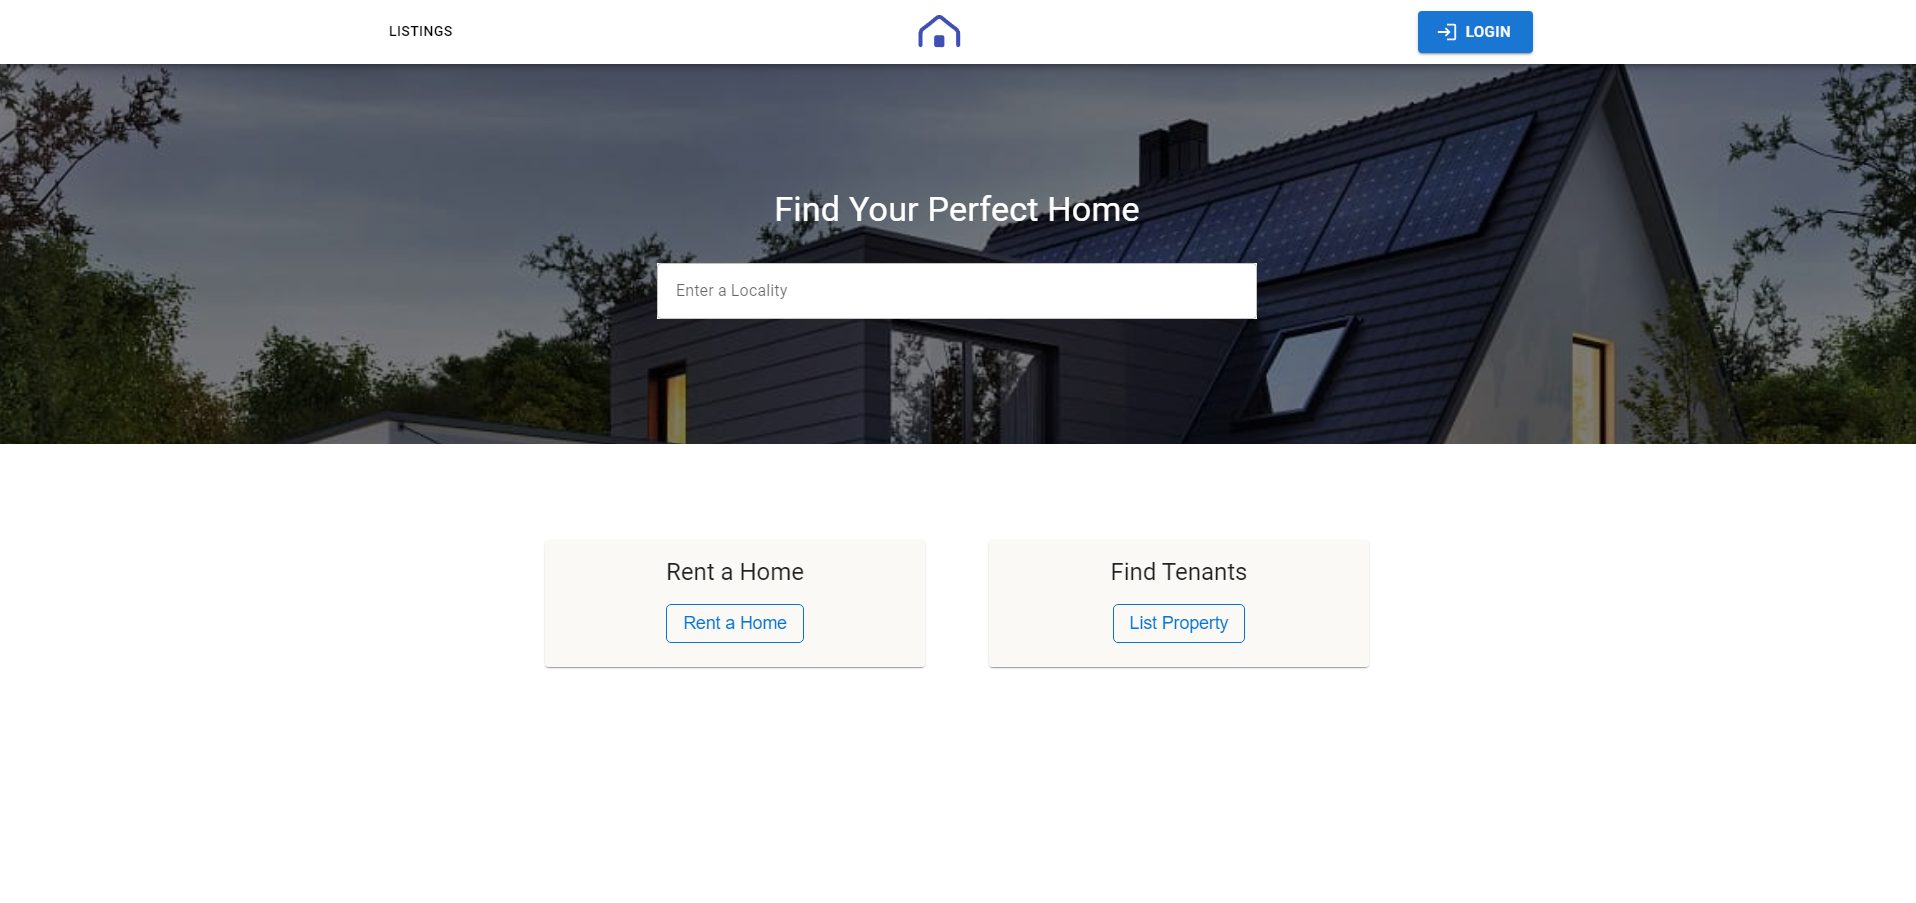 LISTINGS
LOGIN
Find Your Perfect Home
Enter a Locality
Rent a Home
Rent a Home
Find Tenants
List Property